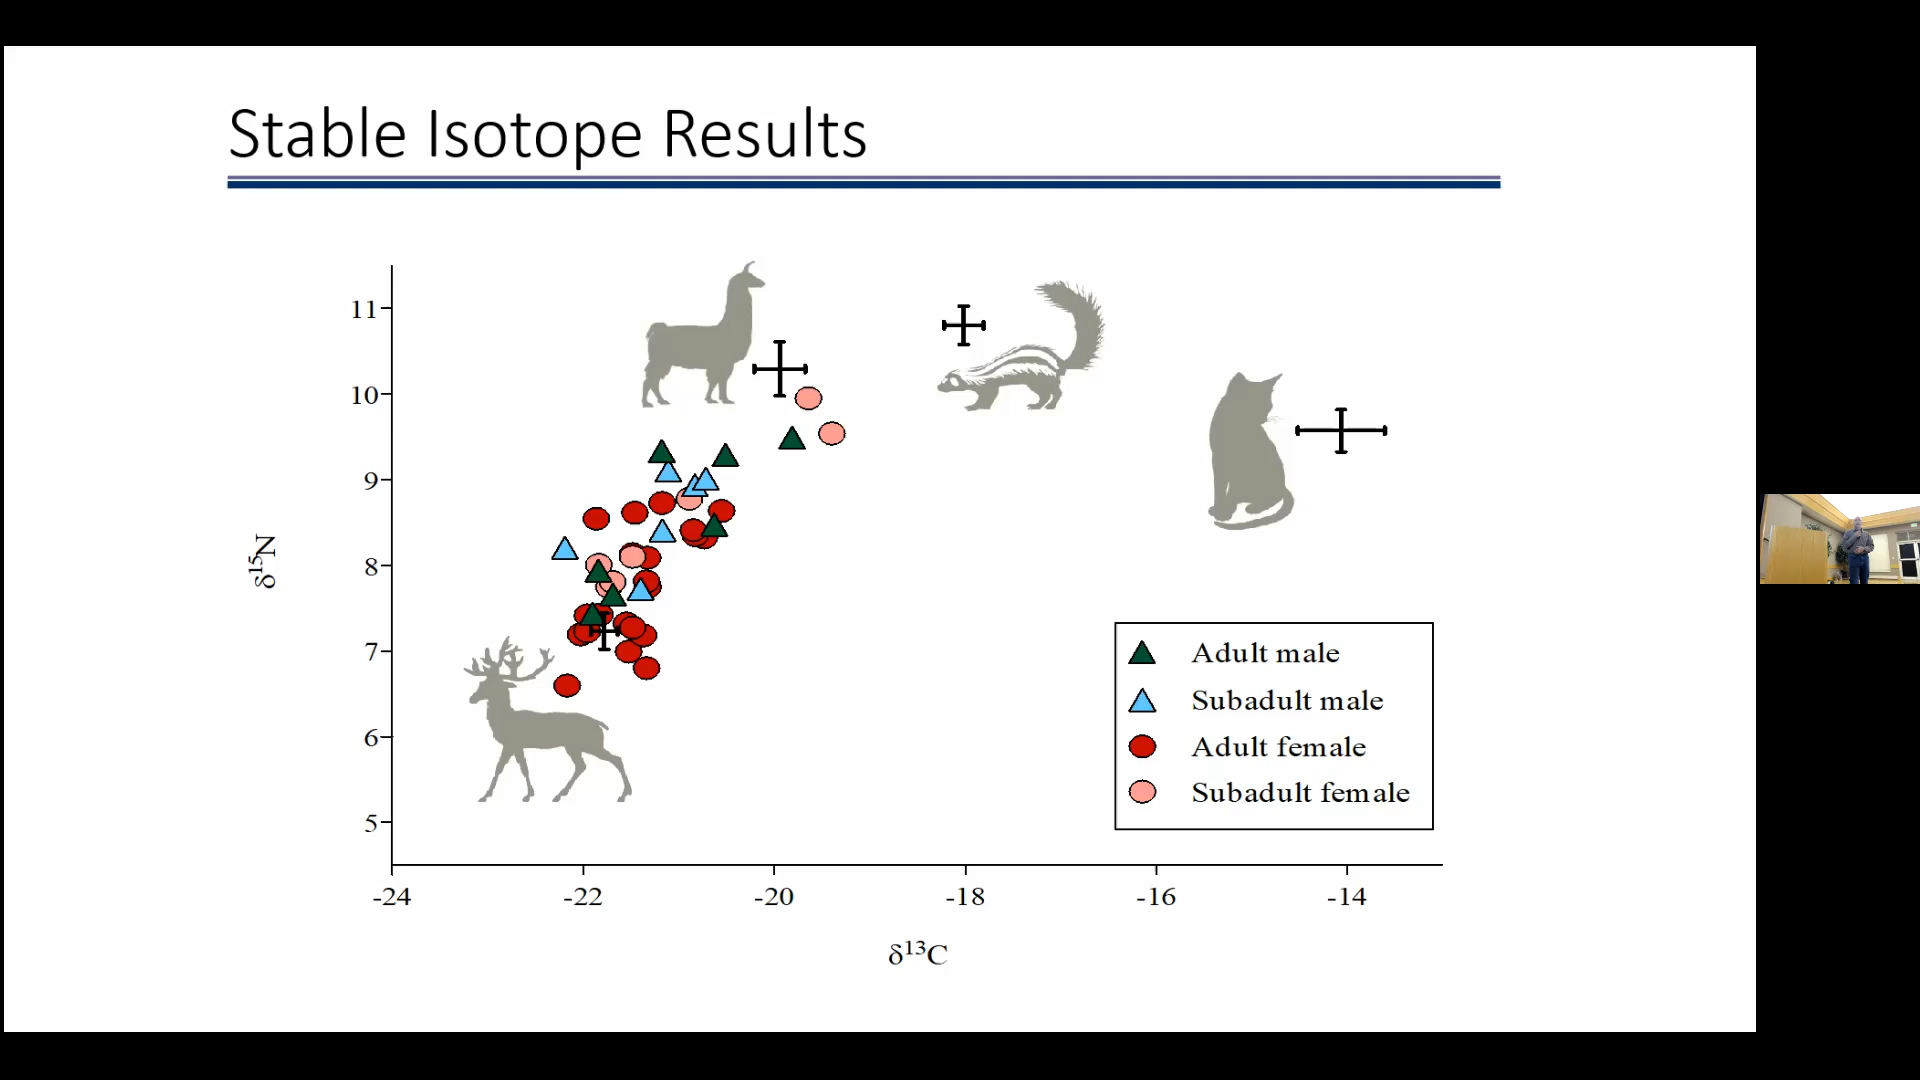 Stable Isotope Results
11
10
9
8
7
6
5
δ¹⁵N
-24 -22 -20 -18 -16 -14
δ¹³C
Adult male
Subadult male
Adult female
Subadult female